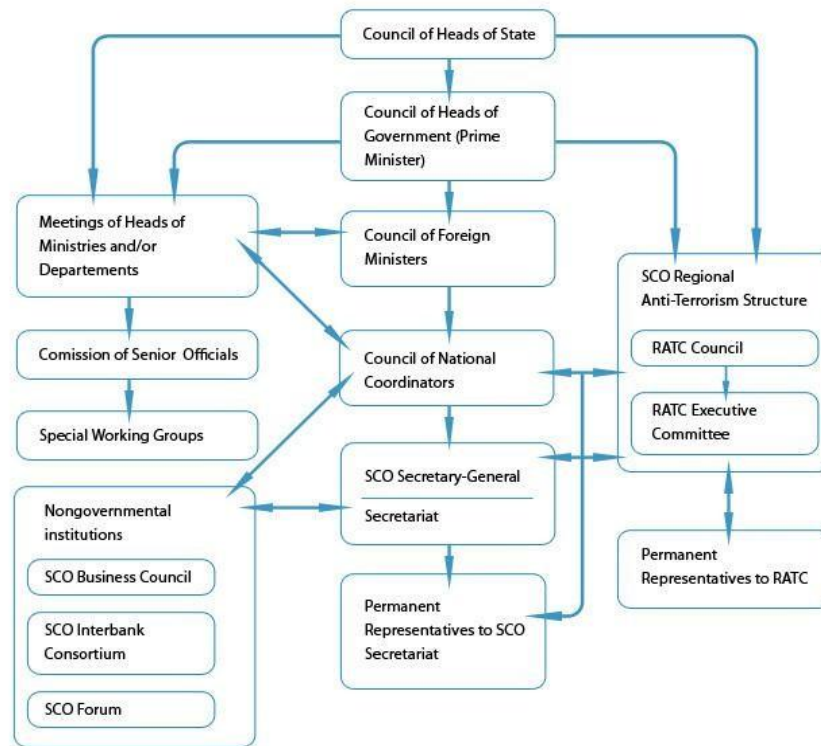 Council of Heads of State
Council of Heads of
Government (Prime
Minister)
Meetings of Heads of
Ministries and/or
Departements
Council of Foreign
Ministers
SCO Regional
Anti-Terrorism Structure
RATC Council
RATC Executive
Committee
Comission of Senior Officials
Council of National
Coordinators
Special Working Groups
SCO Secretary-General
Secretariat
Nongovernmental
institutions
SCO Business Council
SCO Interbank
Consortium
SCO Forum
Permanent
Representatives to SCO
Secretariat
Permanent
Representatives to RATC